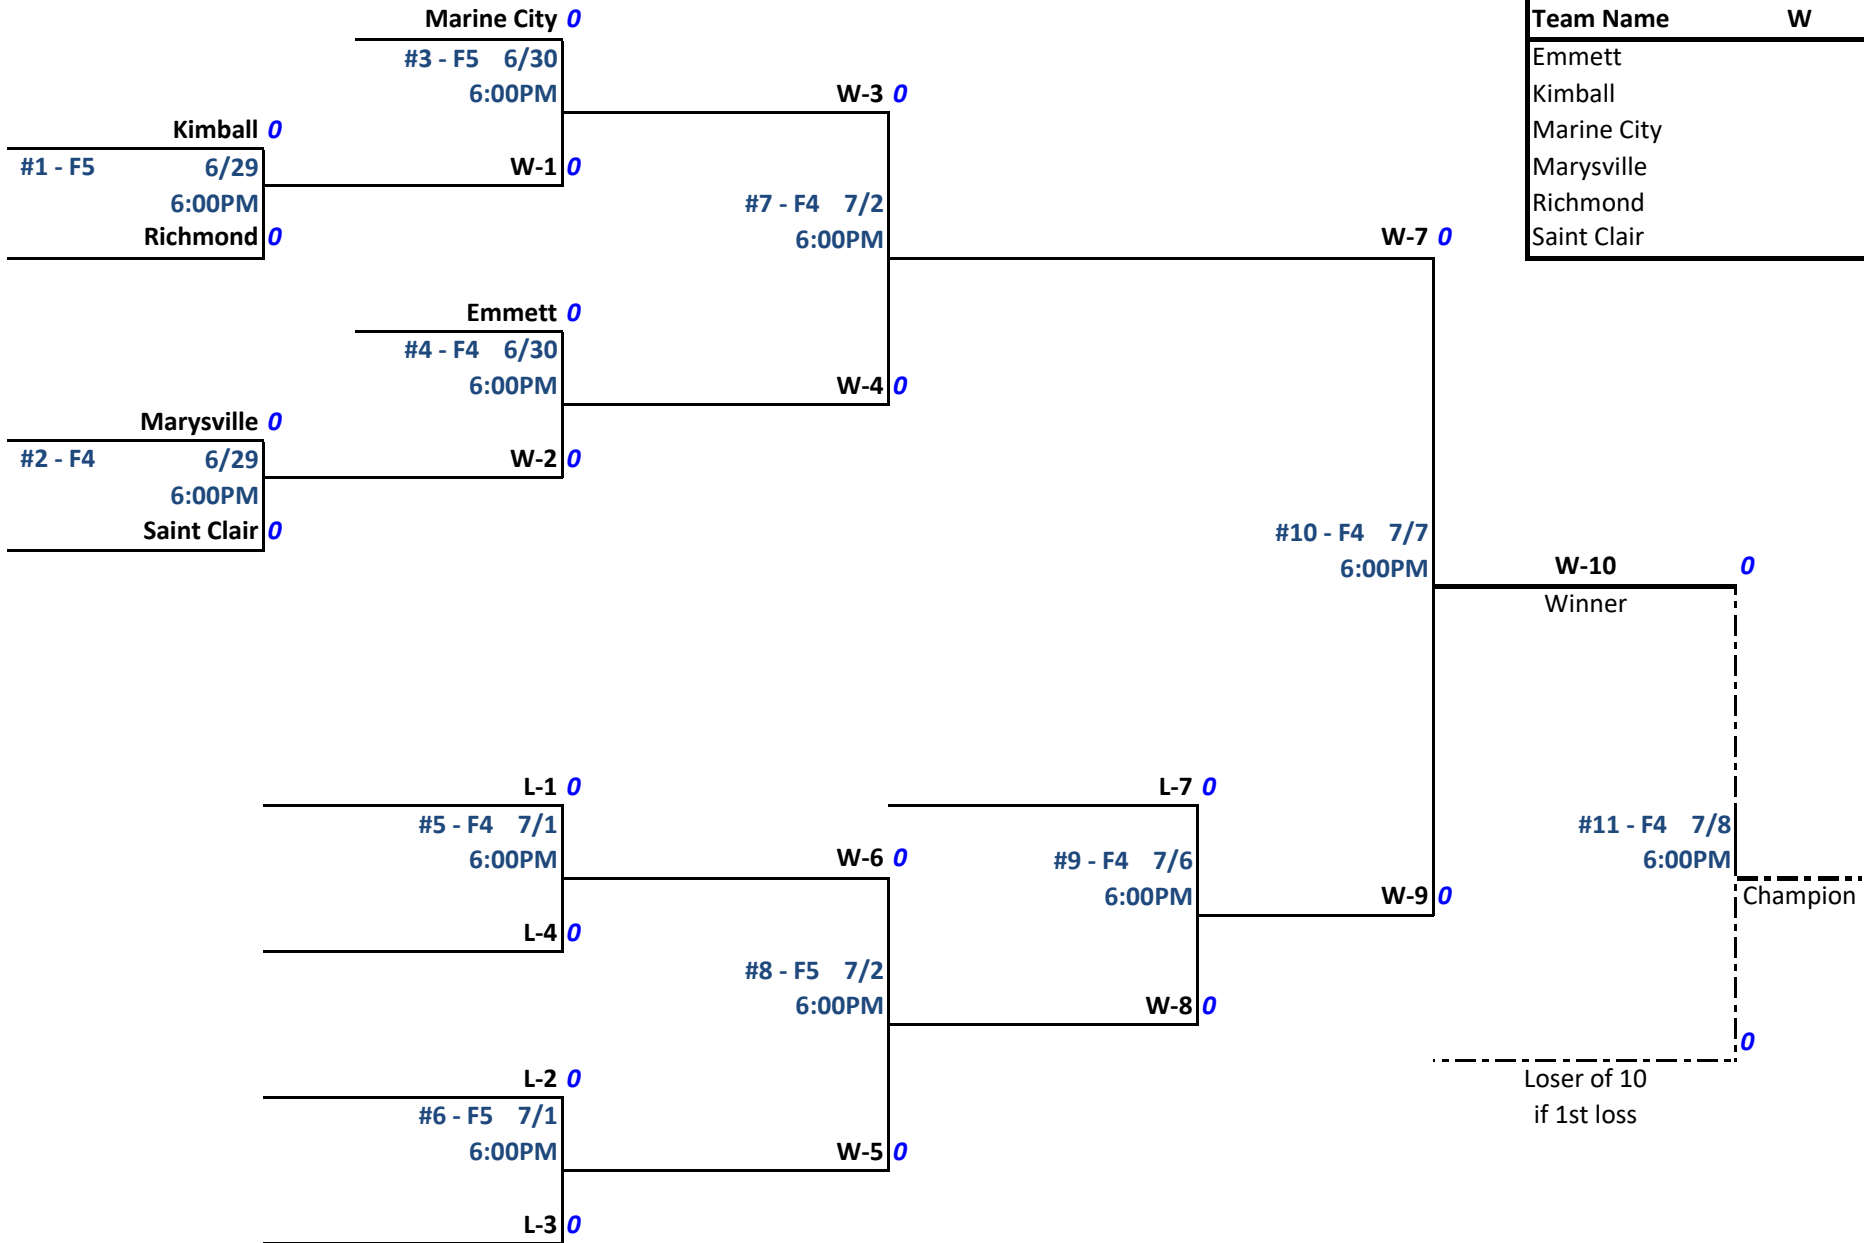 Marine City 0
#3 - F5 6/30
6:00PM
W-1 0
Kimball 0
#1 - F5 6/29
6:00PM
Richmond 0
Emmett 0
#4 - F4 6/30
6:00PM
W-2 0
Marysville 0
#2 - F4 6/29
6:00PM
Saint Clair 0
W-3 0
#7 - F4 7/2
6:00PM
W-4 0
W-7 0
#10 - F4 7/7
6:00PM
W-9 0
W-10 0
Winner
#11 - F4 7/8
6:00PM
Champion
0
Loser of 10
if 1st loss
L-1 0
#5 - F4 7/1
6:00PM
L-4 0
W-6 0
#8 - F5 7/2
6:00PM
W-5 0
L-7 0
#9 - F4 7/6
6:00PM
W-8 0
L-2 0
#6 - F5 7/1
6:00PM
L-3 0
Team Name W
Emmett
Kimball
Marine City
Marysville
Richmond
Saint Clair